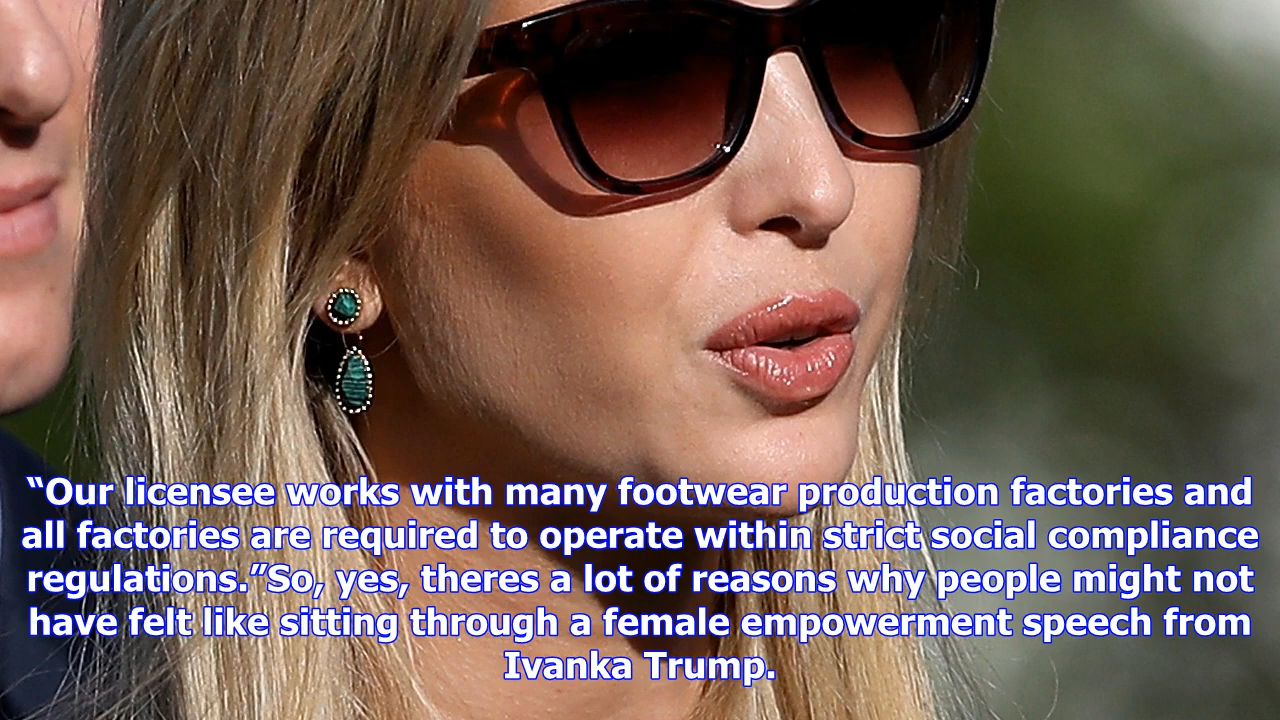 “Our licensee works with many footwear production factories and
all factories are required to operate within strict social compliance
regulations.”So, yes, theres a lot of reasons why people might not
have felt like sitting through a female empowerment speech from
Ivanka Trump.